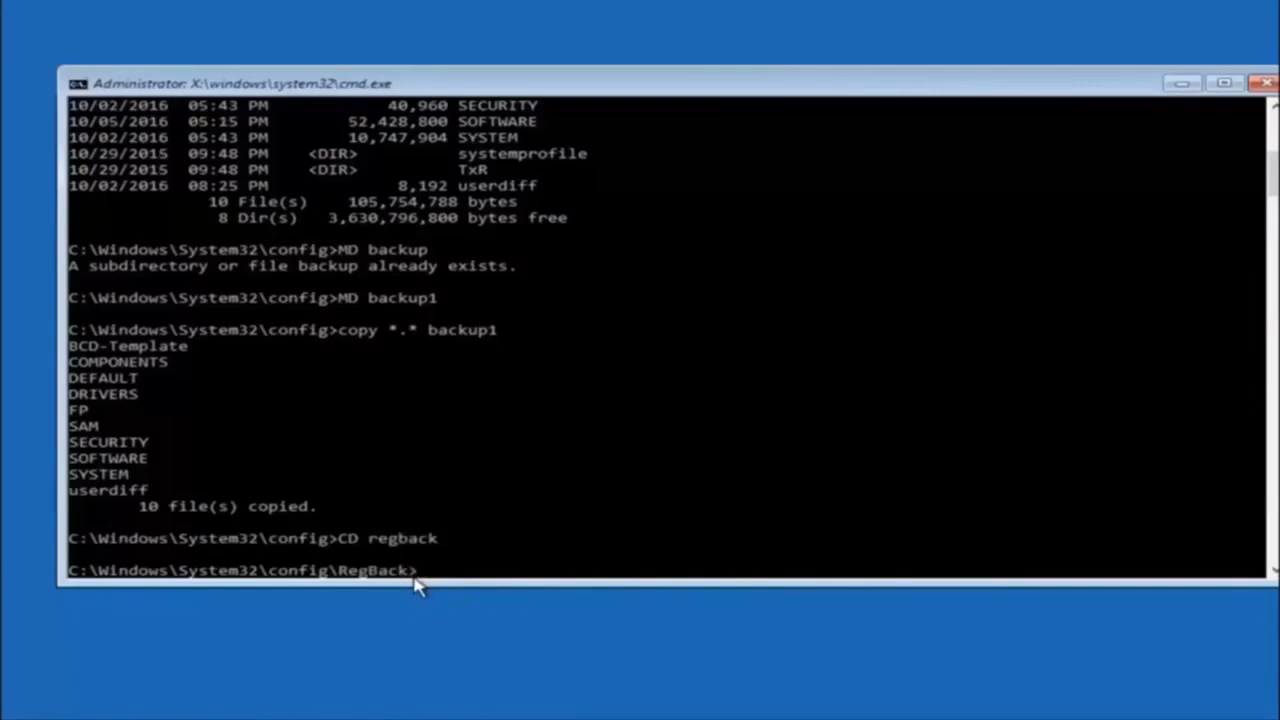 Administrator: X:\windows\system32\cmd.exe
10/02/2016  05:43 PM            40,960 SECURITY
10/05/2016  05:15 PM        52,428,800 SOFTWARE
10/02/2016  05:43 PM        10,747,904 SYSTEM
10/29/2015  09:48 PM    <DIR>          systemprofile
10/29/2015  09:48 PM    <DIR>          TxR
10/02/2016  08:25 PM             8,192 userdiff
              10 File(s)    105,754,788 bytes
               8 Dir(s)   3,630,796,800 bytes free
C:\Windows\System32\config>MD backup
A subdirectory or file backup already exists.
C:\Windows\System32\config>MD backup1
C:\Windows\System32\config>copy *.* backup1
BCD-Template
COMPONENTS
DEFAULT
DRIVERS
FP
SAM
SECURITY
SOFTWARE
SYSTEM
userdiff
       10 file(s) copied.
C:\Windows\System32\config>CD regback
C:\Windows\System32\config\RegBack>